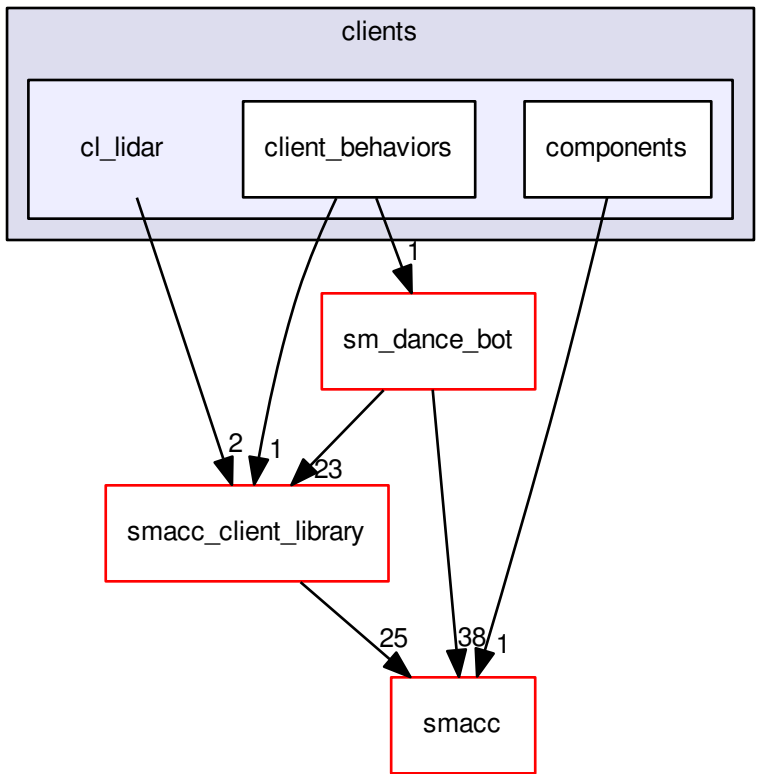 clients
cl_lidar
client_behaviors
components
1
sm_dance_bot
2
1
23
smacc_client_library
25
38
1
smacc